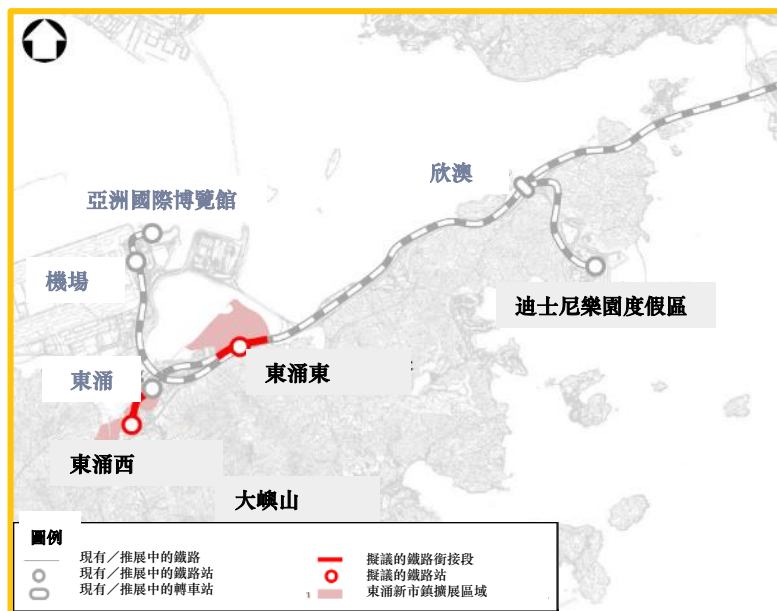 欣澳
亞洲國際博覽館
機場
迪士尼樂園度假區
東涌東
東涌
東涌西
大嶼山
圖例
現有／推展中的鐵路
現有／推展中的鐵路站
現有／推展中的轉車站
擬議的鐵路銜接段
擬議的鐵路站
東涌新市鎮擴展區域